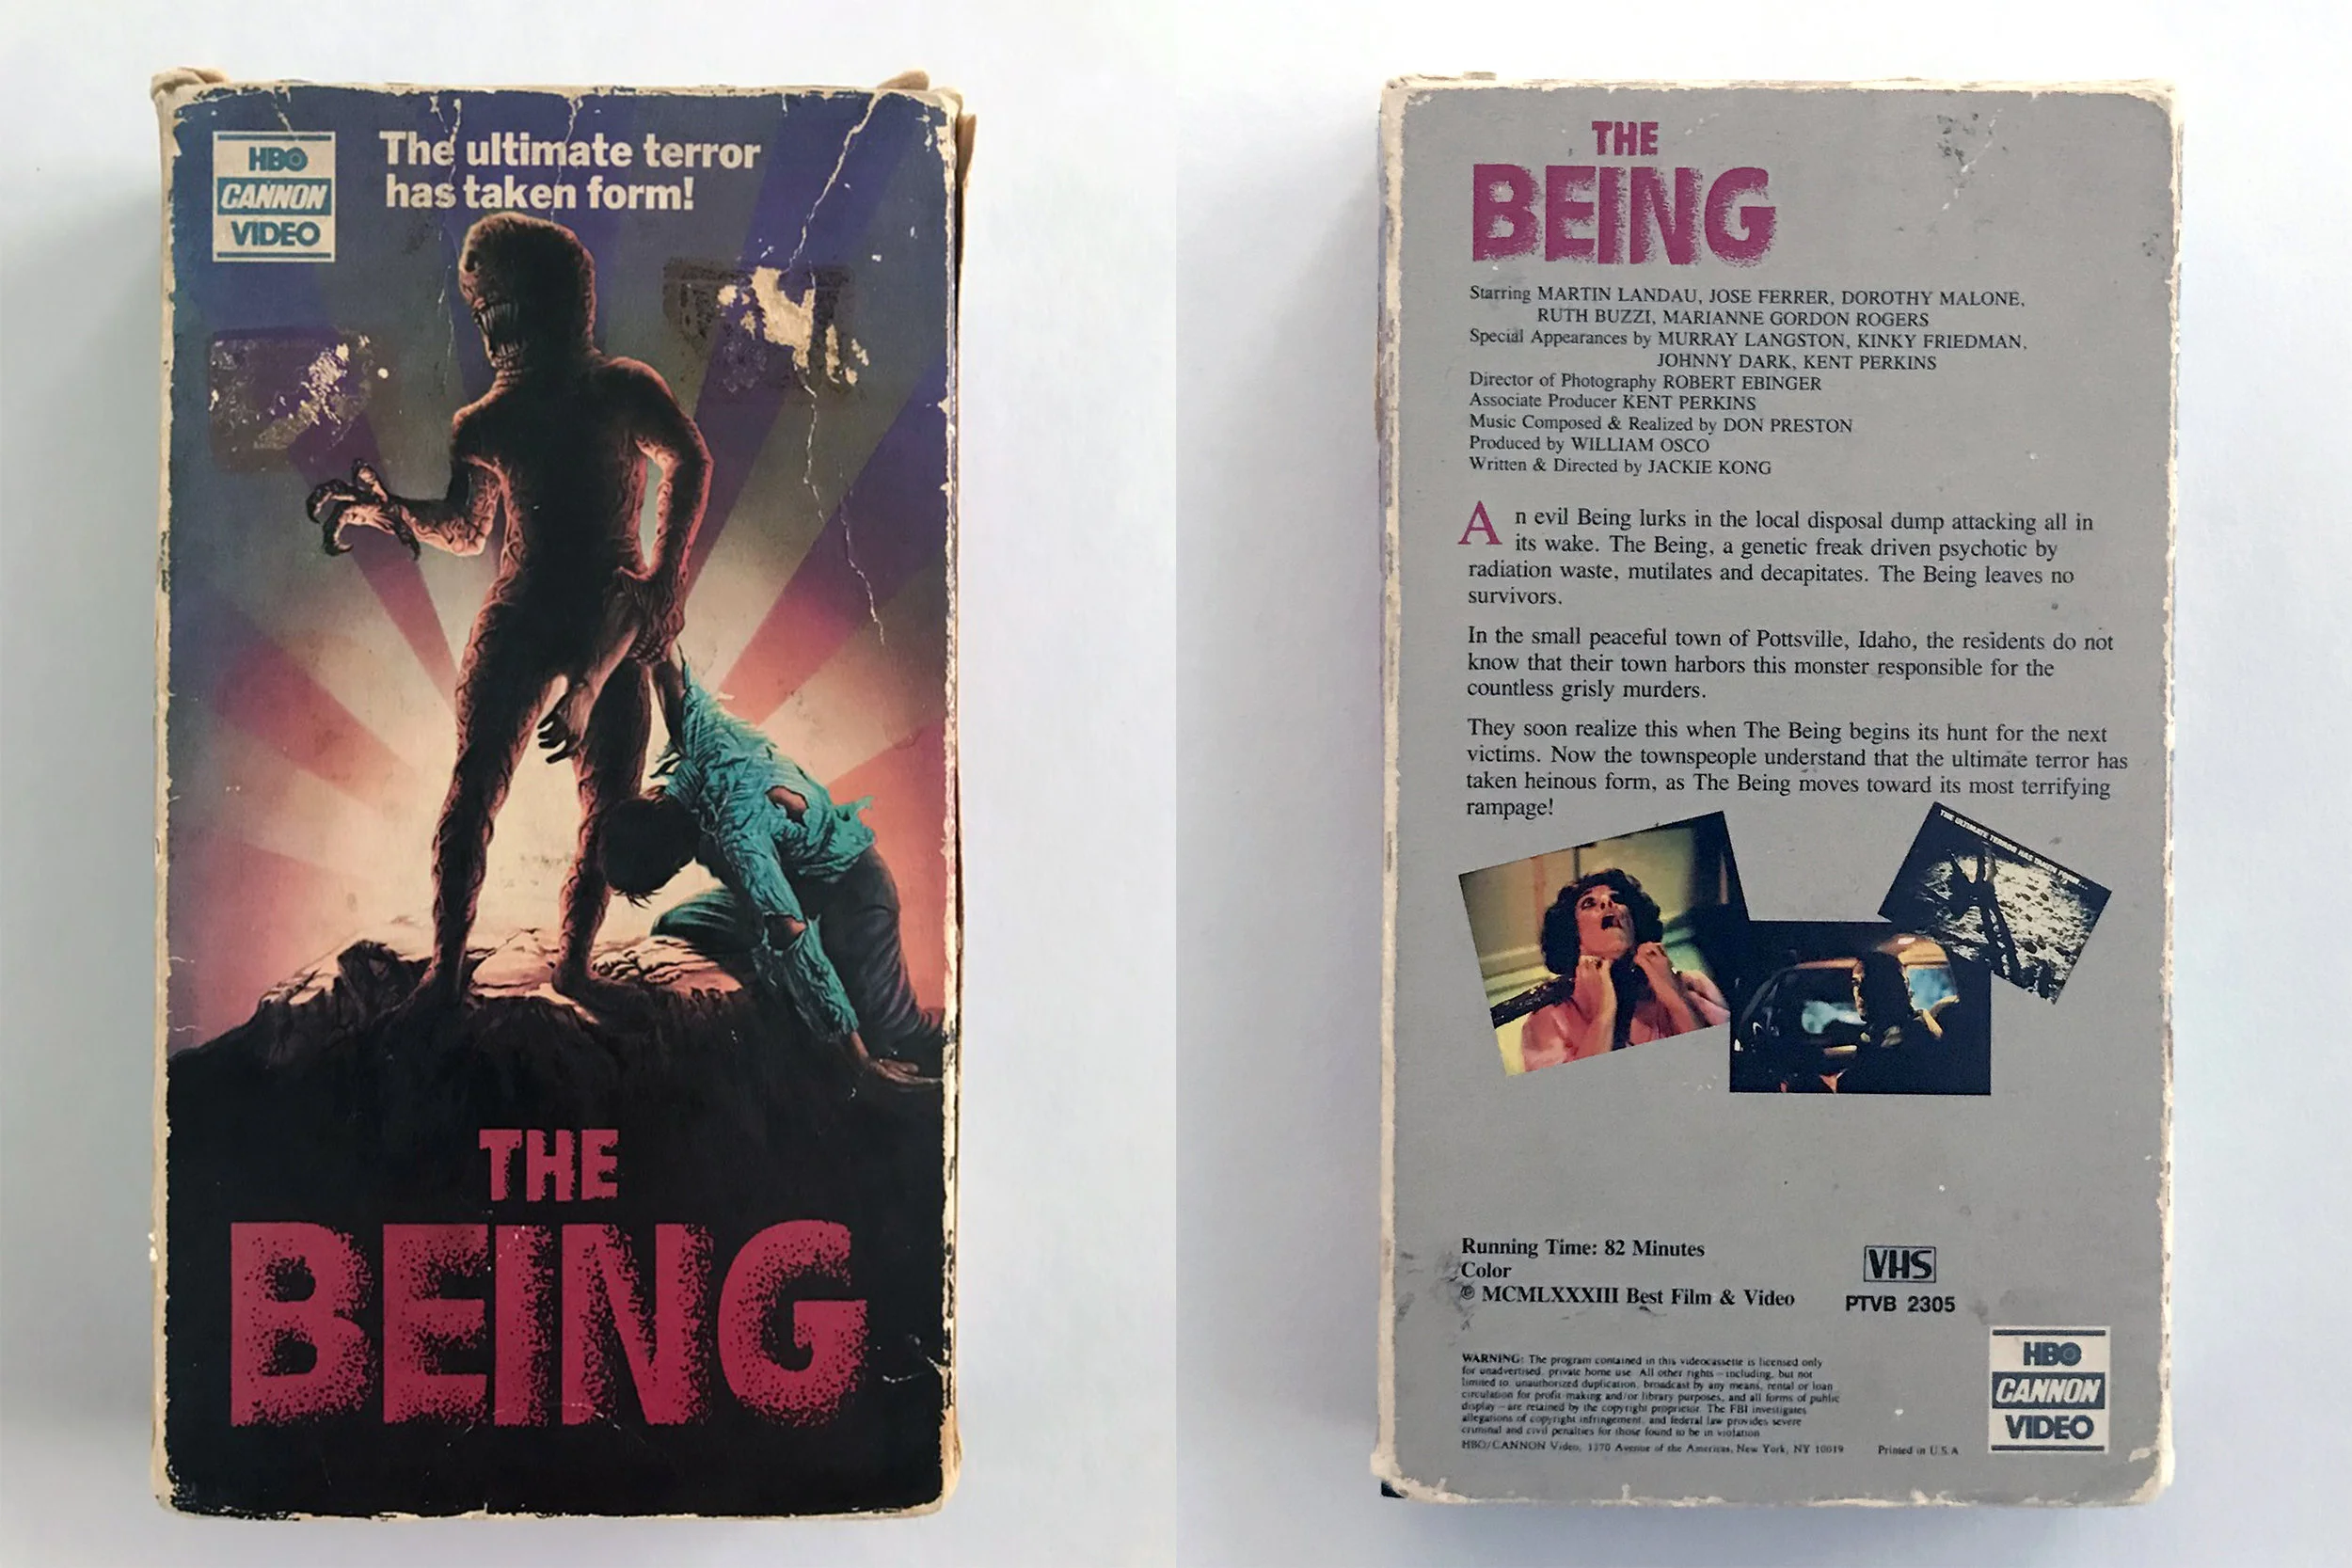 HBO
CANNON
VIDEO
The ultimate terror
has taken form!
THE
BEING
THE
BEING
Starring MARTIN LANDAU, JOSE FERRER, DOROTHY MALONE,
RUTH BUZZI, MARIANNE GORDON ROGERS
Special Appearances by MURRAY LANGSTON, KINKY FRIEDMAN,
JOHNNY DARK, KENT PERKINS
Director of Photography ROBERT EBINGER
Associate Producer KENT PERKINS
Music Composed & Realized by DON PRESTON
Produced by WILLIAM OSCO
Written & Directed by JACKIE KONG
An evil Being lurks in the local disposal dump attacking all in
its wake. The Being, a genetic freak driven psychotic by
radiation waste, mutilates and decapitates. The Being leaves no
survivors.
In the small peaceful town of Pottsville, Idaho, the residents do not
know that their town harbors this monster responsible for the
countless grisly murders.
They soon realize this when The Being begins its hunt for the next
victims. Now the townspeople understand that the ultimate terror has
taken heinous form, as The Being moves toward its most terrifying
rampage!
THE ULTIMATE TERROR HAS TAKEN FORM...
Running Time: 82 Minutes
Color
© MCMLXXXIII Best Film & Video
VHS
PTVB 2305
WARNING: The program contained in this videocassette is licensed only
for unadvertised, private home use. All other rights—including, but not
limited to, unauthorized duplication, broadcast by any means, rental or loan
circulation for profit-making and/or library purposes, and all forms of public
display—are retained by the copyright proprietor. The FBI investigates
allegations of copyright infringement, and federal law provides severe
criminal and civil penalties for those found to be in violation.
HBO/CANNON Video, 1370 Avenue of the Americas, New York, NY 10019
Printed in U.S.A
HBO
CANNON
VIDEO